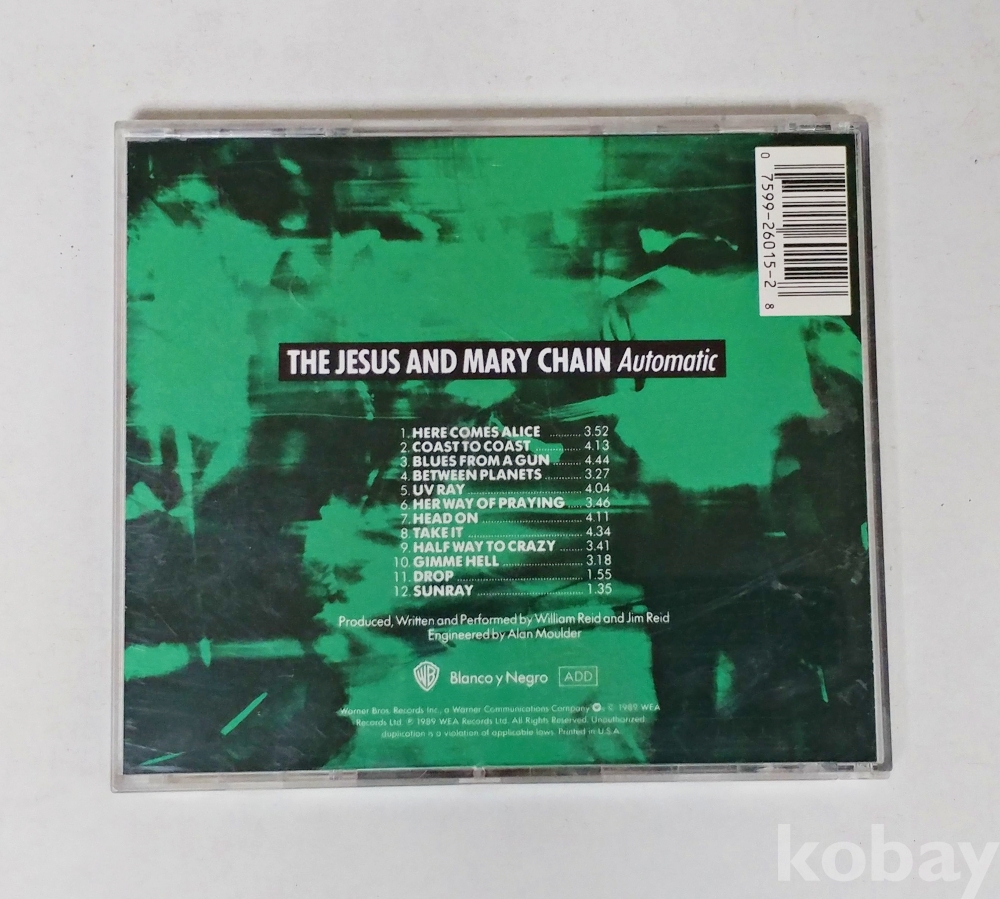 0 7599-26015-2 8
THE JESUS AND MARY CHAIN Automatic
1. HERE COMES ALICE ........... 3.52
2. COAST TO COAST ........... 4.13
3. BLUES FROM A GUN ........ 4.44
4. BETWEEN PLANETS .......... 3.27
5. UV RAY ............................. 4.04
6. HER WAY OF PRAYING .... 3.46
7. HEAD ON .......................... 4.11
8. TAKE IT ............................. 4.34
9. HALF WAY TO CRAZY ...... 3.41
10. GIMME HELL ..................... 3.18
11. DROP ................................ 1.55
12. SUNRAY ............................ 1.35
Produced, Written and Performed by William Reid and Jim Reid
Engineered by Alan Moulder
WB Blanco y Negro ADD
Warner Bros. Records Inc., a Warner Communications Company. © 1989 WEA
Records Ltd. ℗ 1989 WEA Records Ltd. All Rights Reserved. Unauthorized
duplication is a violation of applicable laws. Printed in U.S.A.
kobay